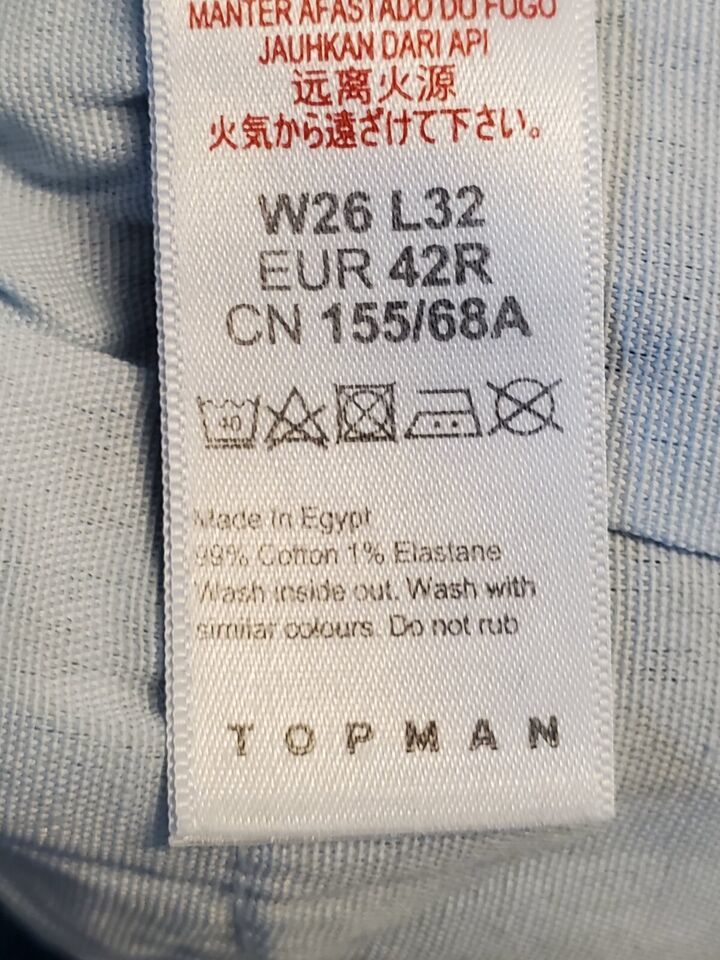 MANTER AFASTADO DO FOGO
JAUHKAN DARI API
远离火源
火気から遠ざけて下さい。
W26 L32
EUR 42R
CN 155/68A
40
Made In Egypt
99% Cotton 1% Elastane
Wash inside out. Wash with
similar colours. Do not rub
TOPMAN